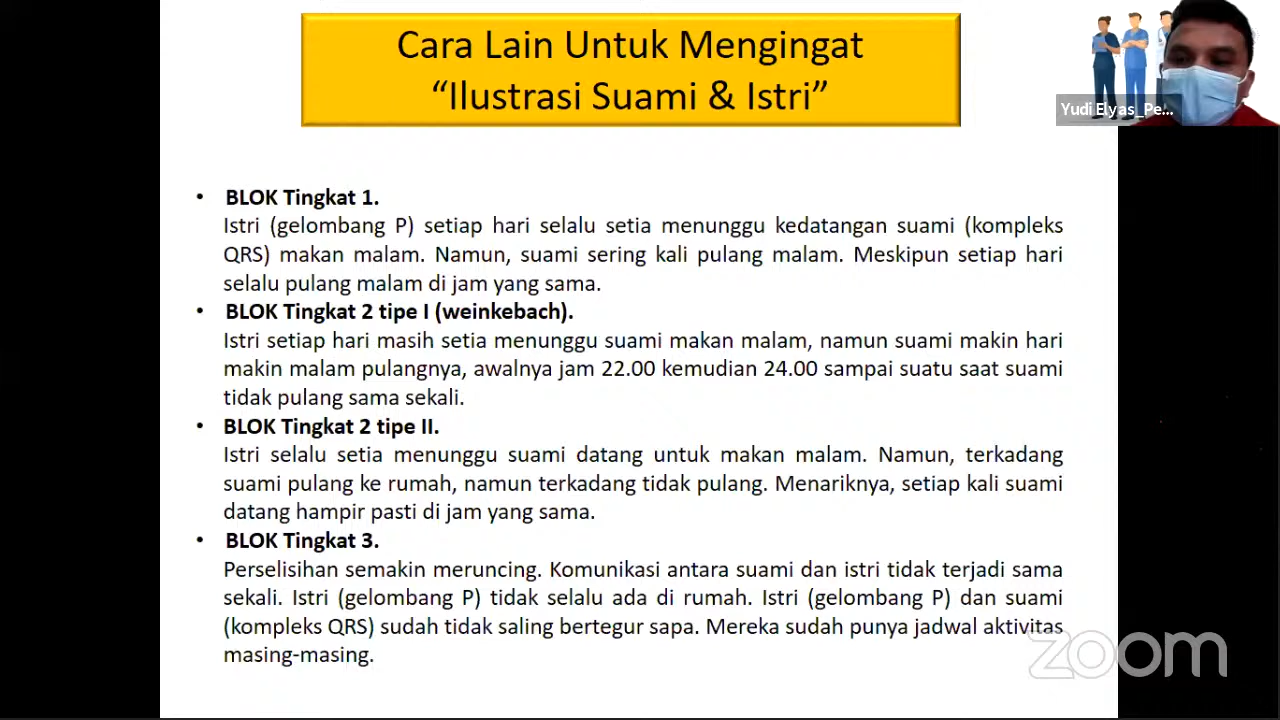 Cara Lain Untuk Mengingat
“Ilustrasi Suami & Istri”
Yudi Elyas_Pe...
• BLOK Tingkat 1.
Istri (gelombang P) setiap hari selalu setia menunggu kedatangan suami (kompleks
QRS) makan malam. Namun, suami sering kali pulang malam. Meskipun setiap hari
selalu pulang malam di jam yang sama.
• BLOK Tingkat 2 tipe I (weinkebach).
Istri setiap hari masih setia menunggu suami makan malam, namun suami makin hari
makin malam pulangnya, awalnya jam 22.00 kemudian 24.00 sampai suatu saat suami
tidak pulang sama sekali.
• BLOK Tingkat 2 tipe II.
Istri selalu setia menunggu suami datang untuk makan malam. Namun, terkadang
suami pulang ke rumah, namun terkadang tidak pulang. Menariknya, setiap kali suami
datang hampir pasti di jam yang sama.
• BLOK Tingkat 3.
Perselisihan semakin meruncing. Komunikasi antara suami dan istri tidak terjadi sama
sekali. Istri (gelombang P) tidak selalu ada di rumah. Istri (gelombang P) dan suami
(kompleks QRS) sudah tidak saling bertegur sapa. Mereka sudah punya jadwal aktivitas
masing-masing.
zoom